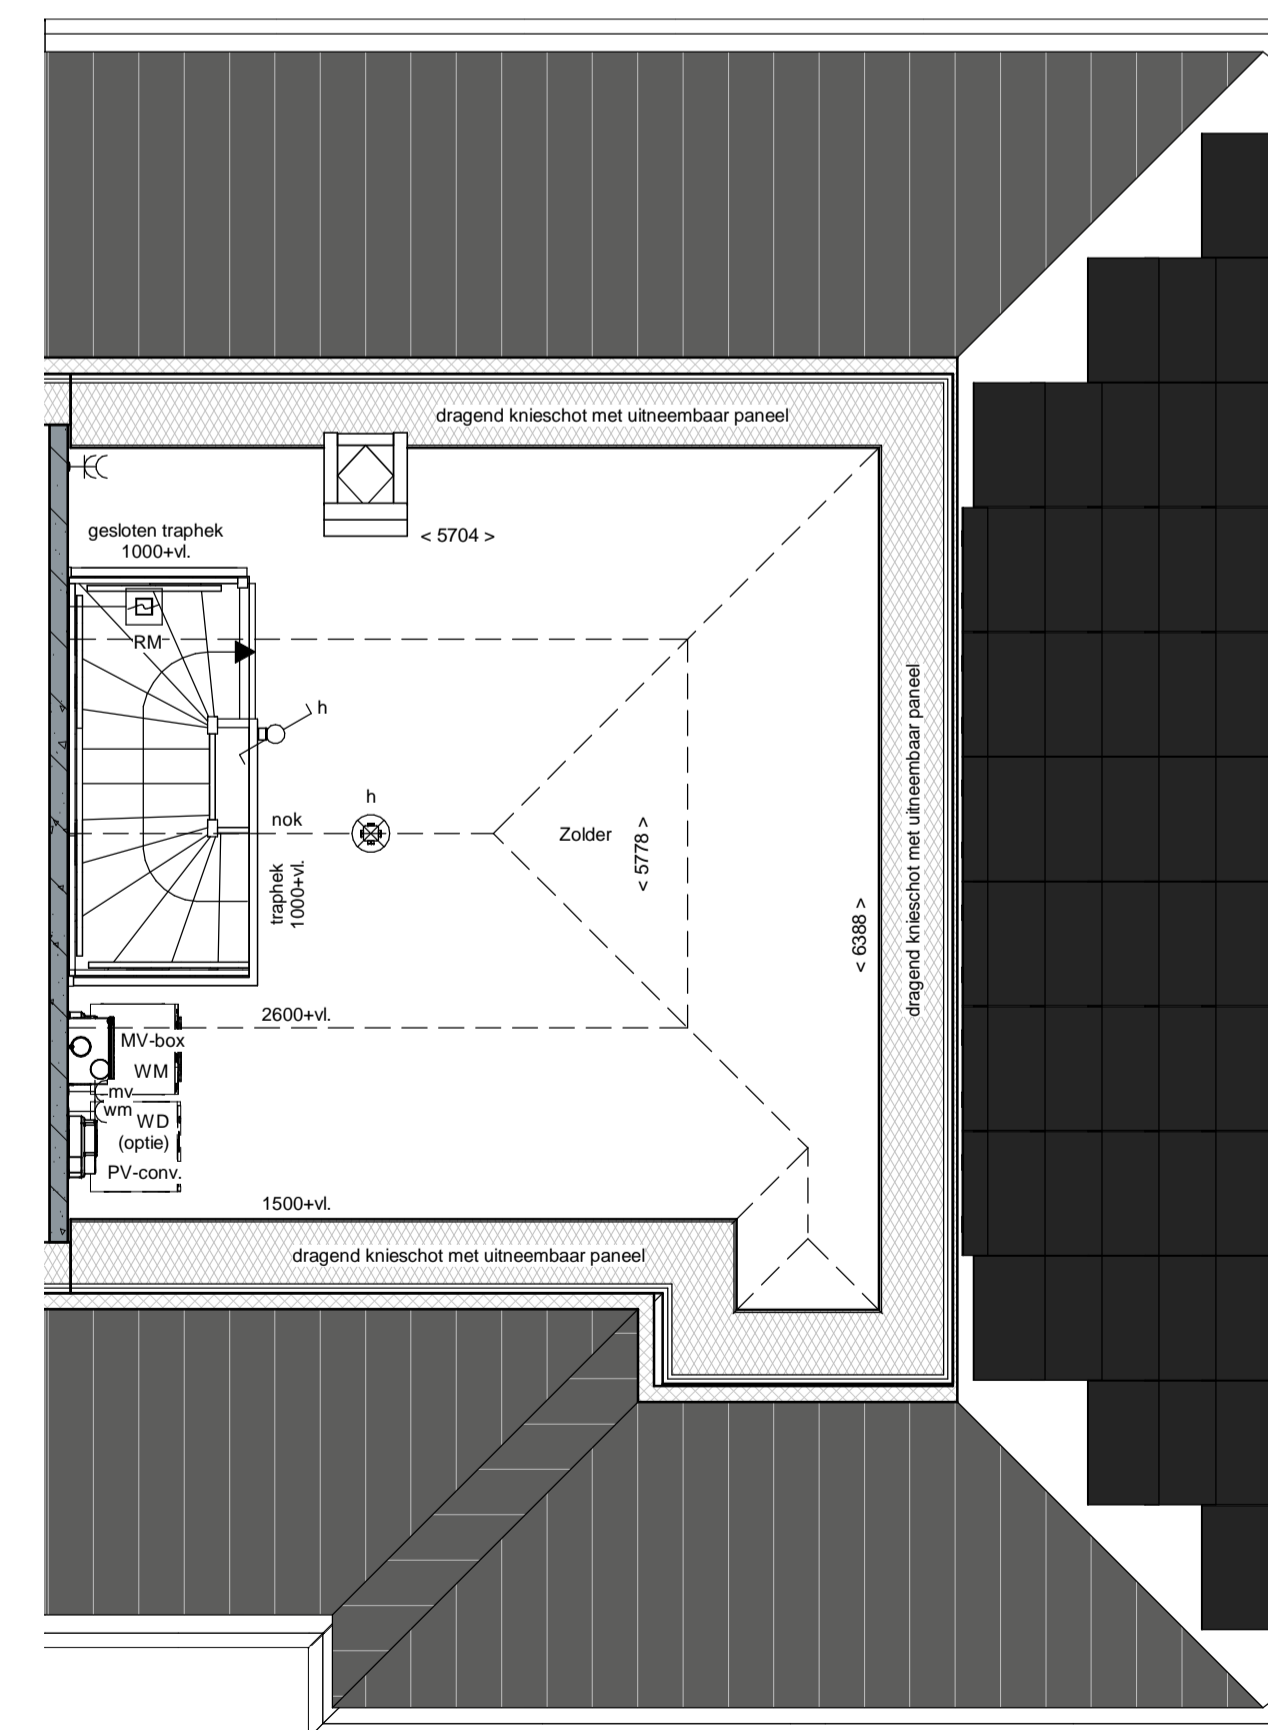 dragend knieschot met uitneembaar paneel
gesloten traphek
1000+vl.
< 5704 >
RM
h
h
nok
Zolder
< 5778 >
traphek
1000+vl.
dragend knieschot met uitneembaar paneel
< 6388 >
2600+vl.
MV-box
WM
mv
wm
WD
(optie)
PV-conv.
1500+vl.
dragend knieschot met uitneembaar paneel